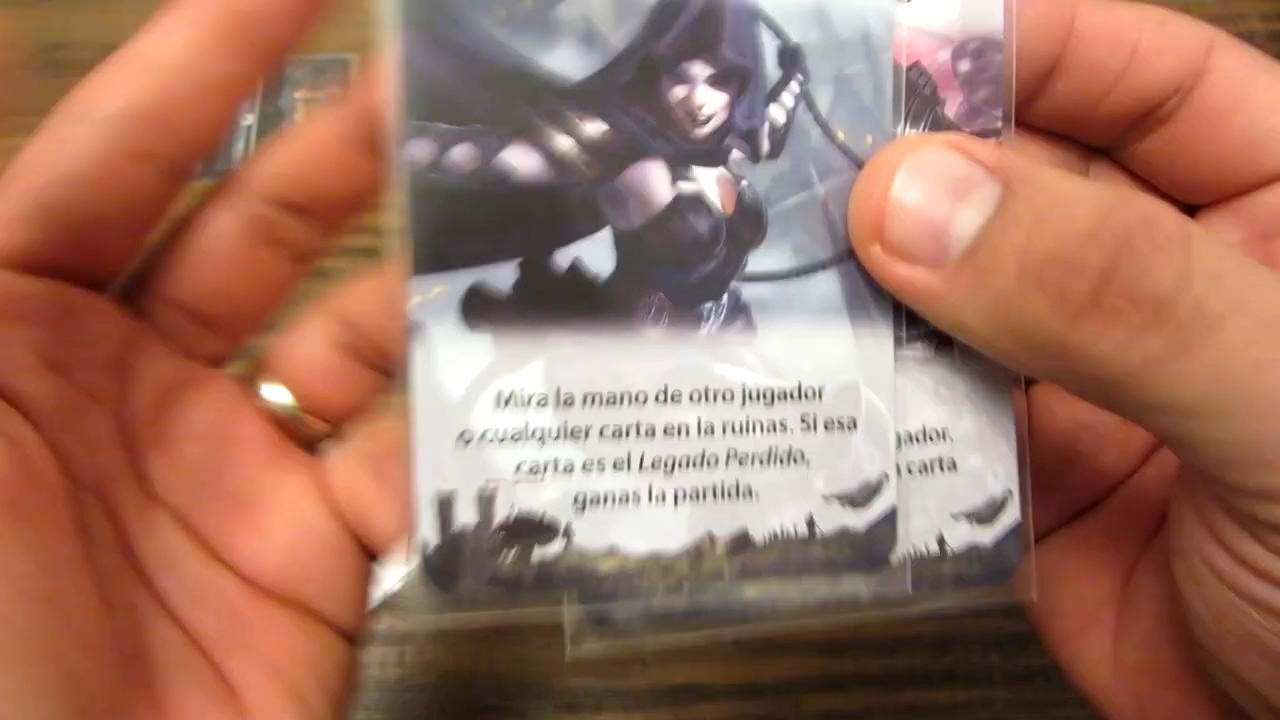 Mira la mano de otro jugador
o cualquier carta en la ruinas. Si esa
carta es el Legado Perdido,
ganas la partida.
gador,
carta